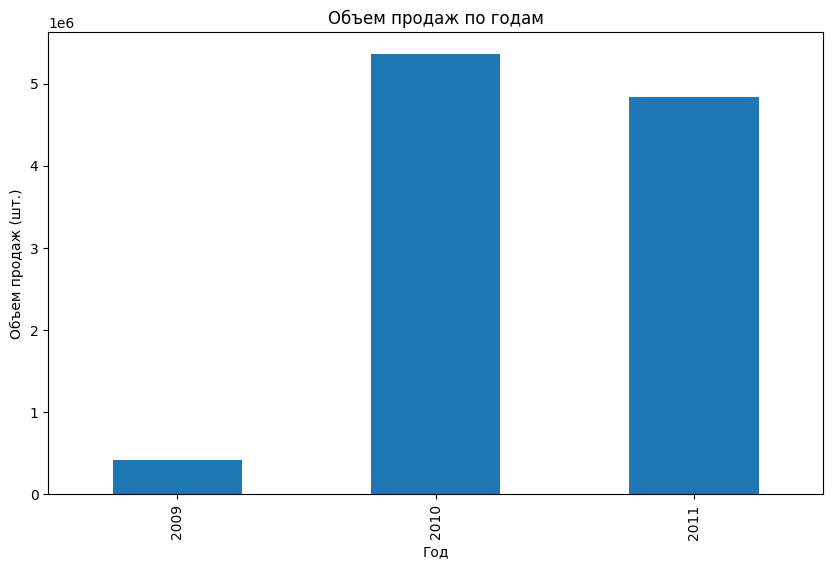 Объем продаж по годам
1e6
Объем продаж (шт.)
5
4
3
2
1
0
2009
2010
2011
Год